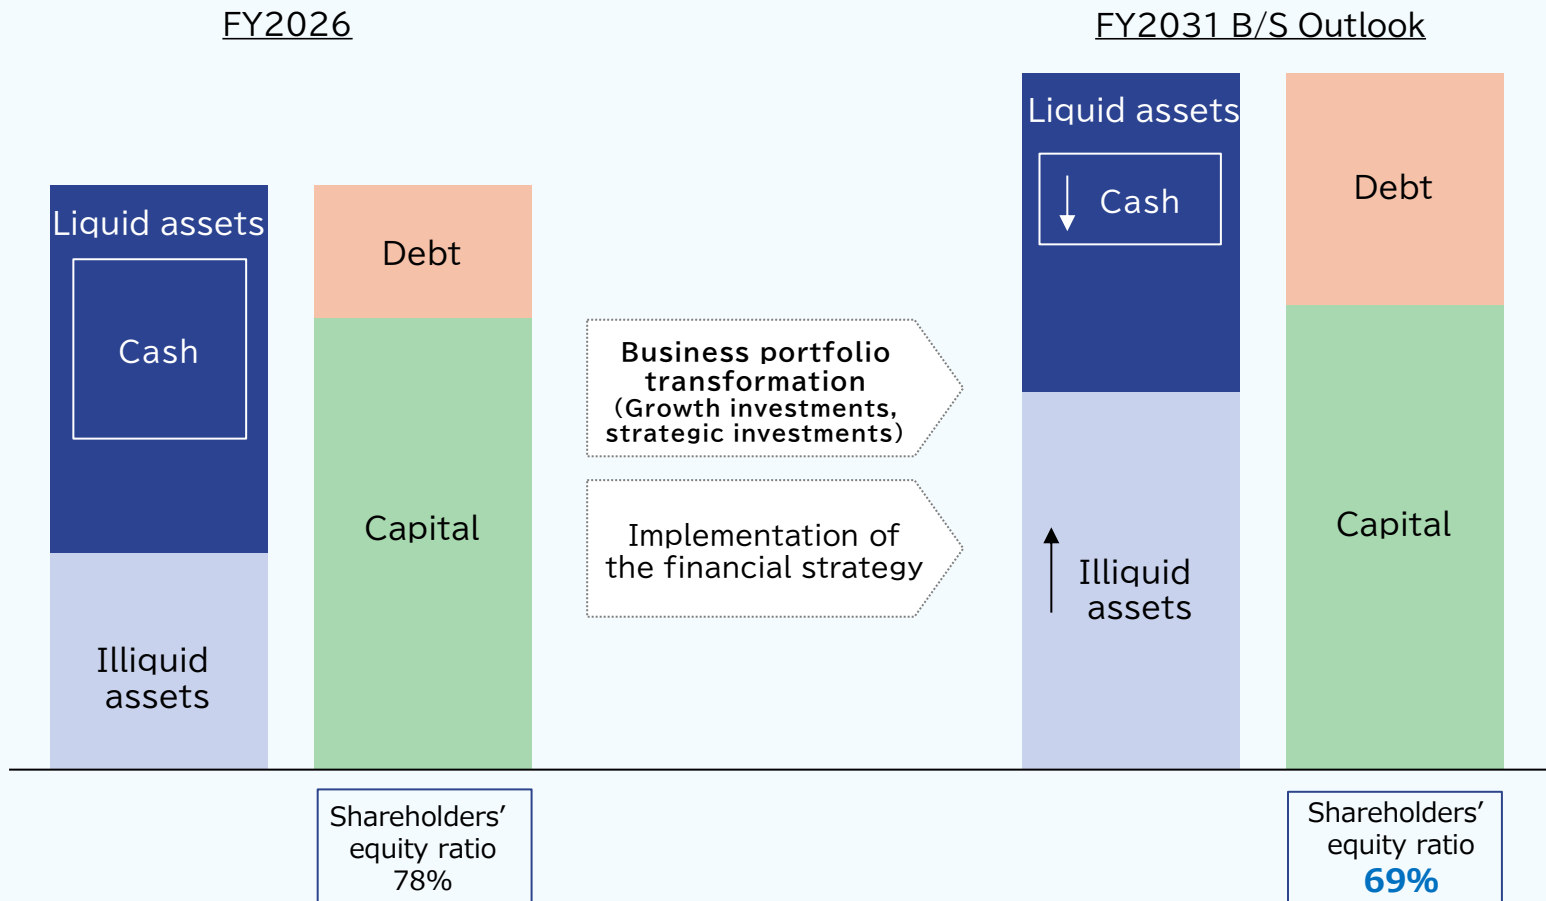 FY2026
FY2031 B/S Outlook
Liquid assets
Cash
Illiquid
assets
Debt
Capital
Shareholders’
equity ratio
78%
Business portfolio
transformation
(Growth investments,
strategic investments)
Implementation of
the financial strategy
Liquid assets
Cash
Illiquid
assets
Debt
Capital
Shareholders’
equity ratio
69%